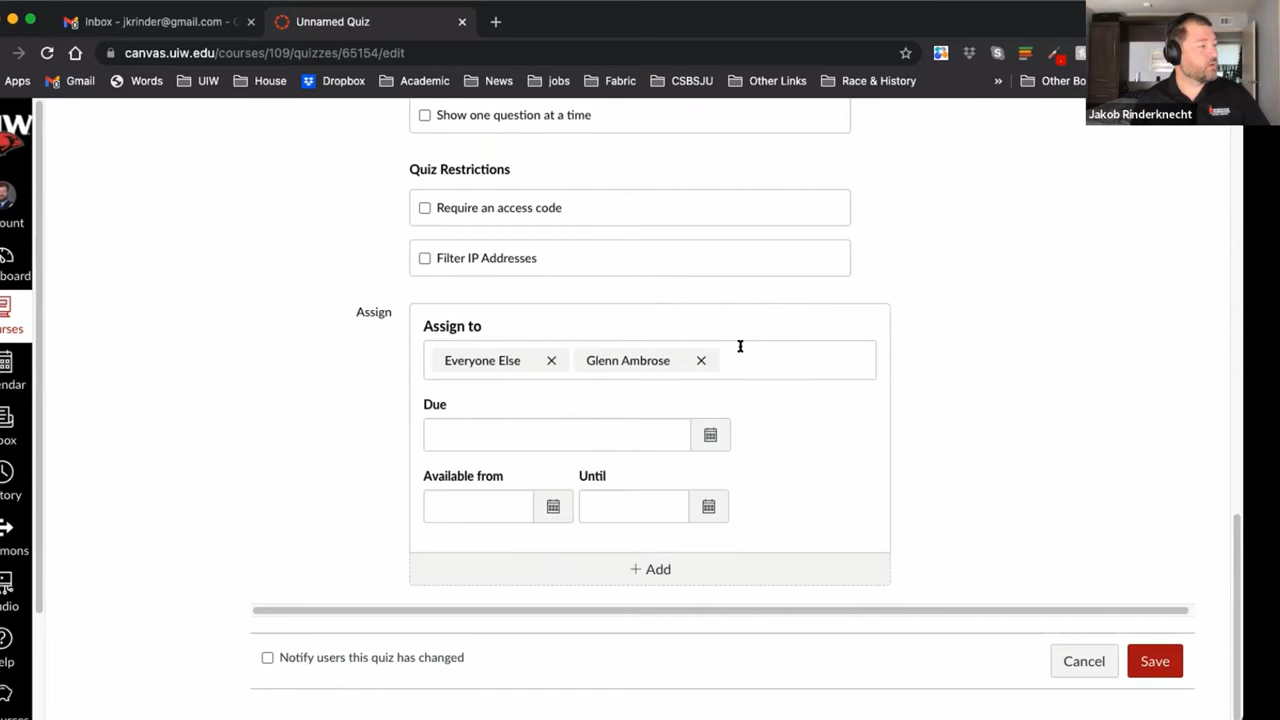 Inbox - jkrinder@gmail.com -
Unnamed Quiz
canvas.uiw.edu/courses/109/quizzes/65154/edit
Apps Gmail Words UIW House Dropbox Academic News jobs Fabric CSBSJU Other Li Race & History » Other Bo
Jakob Rinderknecht
Show one question at a time
Quiz Restrictions
Require an access code
Filter IP Addresses
Assign
Assign to
Everyone Else
Glenn Ambrose
Due
Available from
Until
+ Add
Notify users this quiz has changed
Cancel
Save
W
ount
board
rses
ndar
box
tory
mons
udio
elp